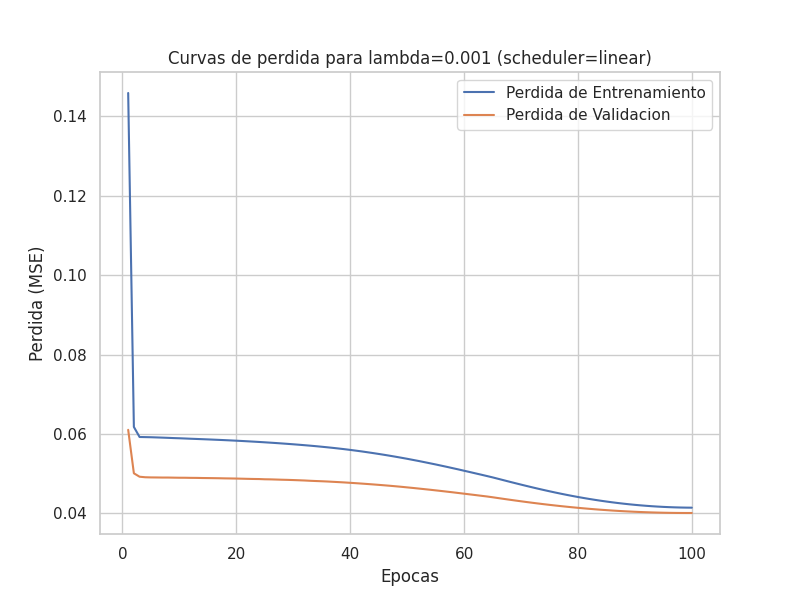 Curvas de perdida para lambda=0.001 (scheduler=linear)
Perdida de Entrenamiento
Perdida de Validacion
Perdida (MSE)
0.14
0.12
0.10
0.08
0.06
0.04
0 20 40 60 80 100
Epocas